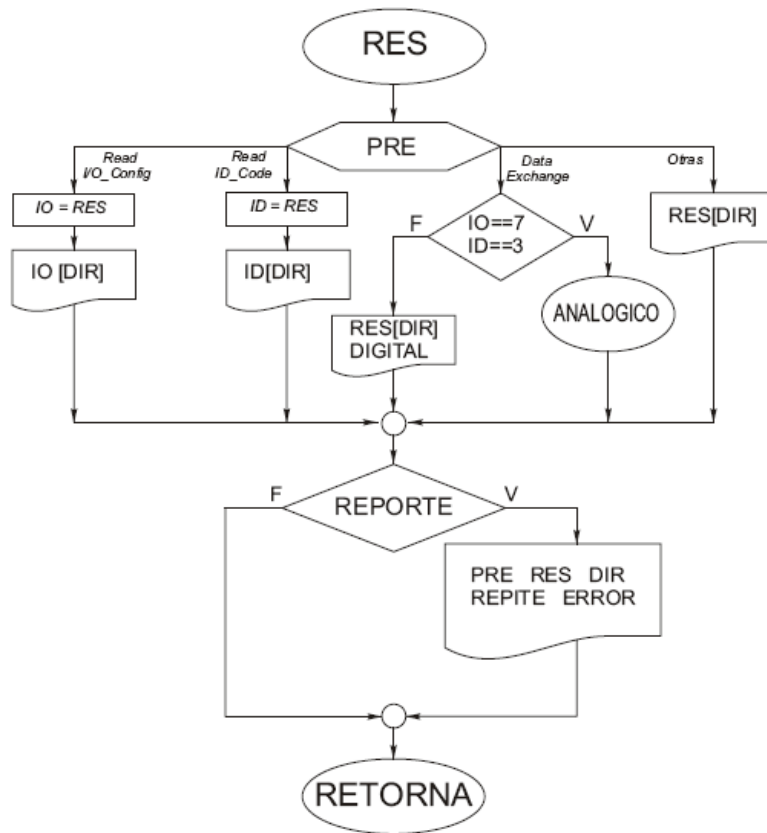 RES
PRE
Read
I/O_Config
Read
ID_Code
Data
Exchange
Otras
IO = RES
ID = RES
F
IO==7
ID==3
V
RES[DIR]
IO [DIR]
ID[DIR]
RES[DIR]
DIGITAL
ANALOGICO
F
REPORTE
V
PRE RES DIR
REPITE ERROR
RETORNA